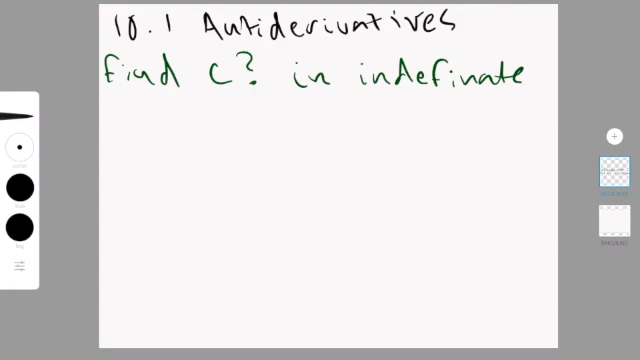 10.1 Antiderivatives
Find C? in indefinate